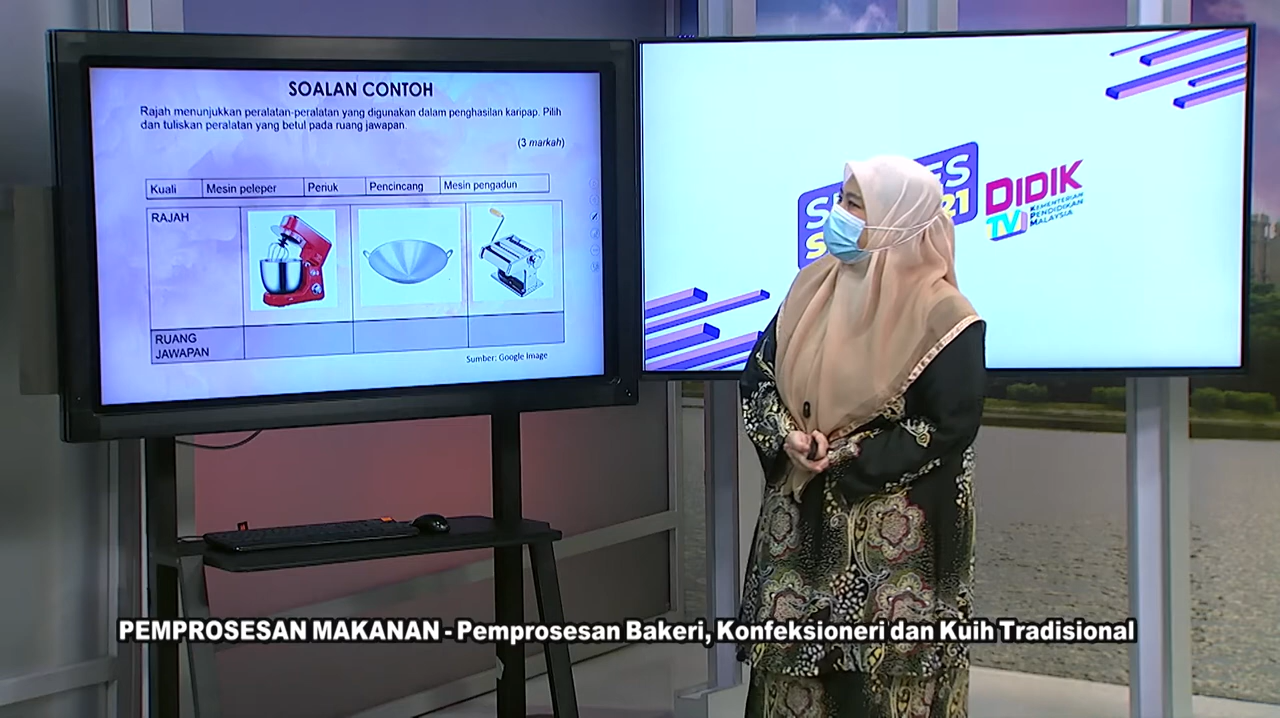 SOALAN CONTOH
Rajah menunjukkan peralatan-peralatan yang digunakan dalam penghasilan karipap. Pilih
dan tuliskan peralatan yang betul pada ruang jawapan.
(3 markah)
Kuali Mesin peleper Periuk Pencincang Mesin pengadun
RAJAH
RUANG
JAWAPAN
Sumber: Google Image
DIDIK
TV
KEMENTERIAN
PENDIDIKAN
MALAYSIA
PEMPROSESAN MAKANAN - Pemprosesan Bakeri, Konfeksioneri dan Kuih Tradisional